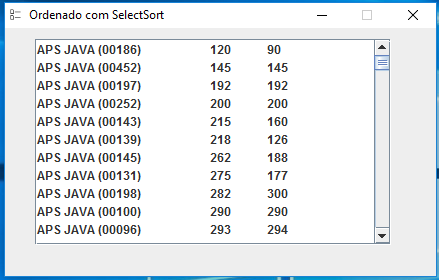 Ordenado com SelectSort
APS JAVA (00186) 120 90
APS JAVA (00452) 145 145
APS JAVA (00197) 192 192
APS JAVA (00252) 200 200
APS JAVA (00143) 215 160
APS JAVA (00139) 218 126
APS JAVA (00145) 262 188
APS JAVA (00131) 275 177
APS JAVA (00198) 282 300
APS JAVA (00100) 290 290
APS JAVA (00096) 293 294